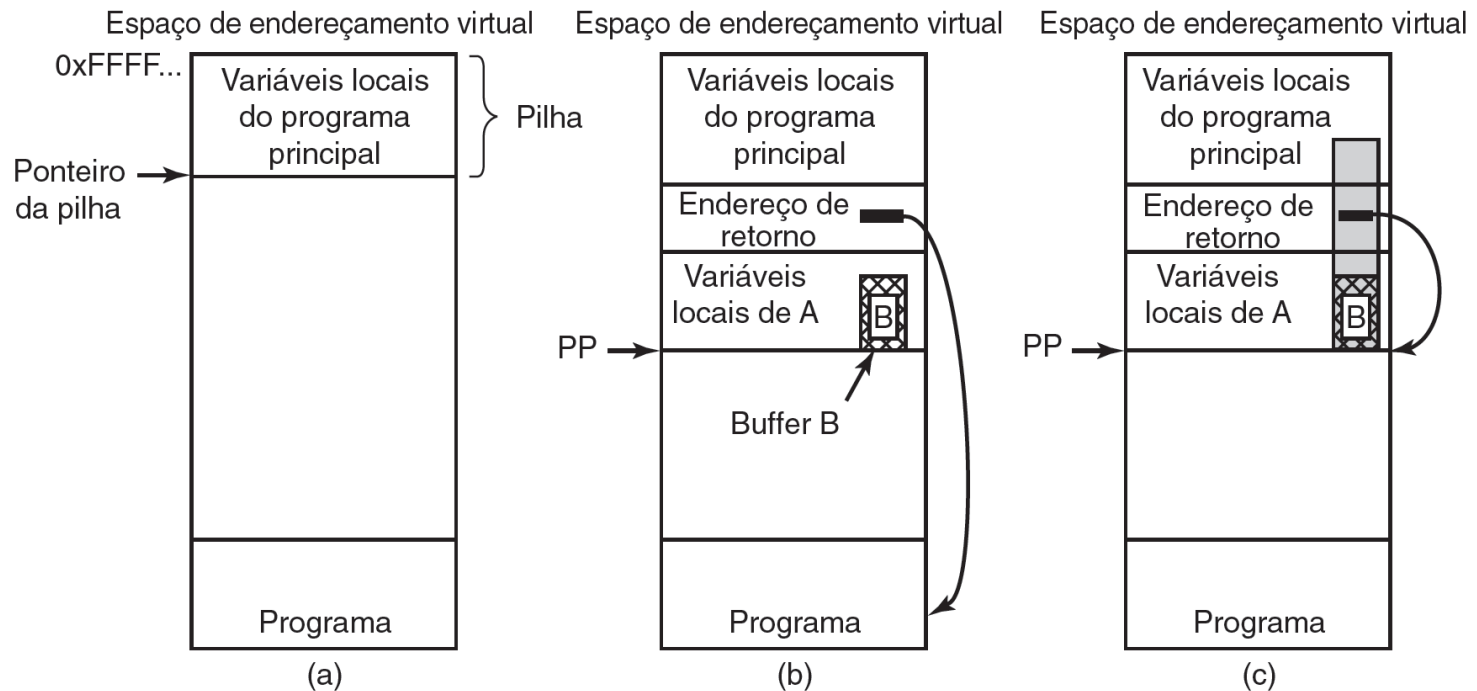 Espaço de endereçamento virtual
0xFFFF...
Variáveis locais
do programa
principal
Pilha
Ponteiro
da pilha
Programa
(a)
Espaço de endereçamento virtual
Variáveis locais
do programa
principal
Endereço de
retorno
Variáveis
locais de A
B
PP
Buffer B
Programa
(b)
Espaço de endereçamento virtual
Variáveis locais
do programa
principal
Endereço de
retorno
Variáveis
locais de A
B
PP
Programa
(c)